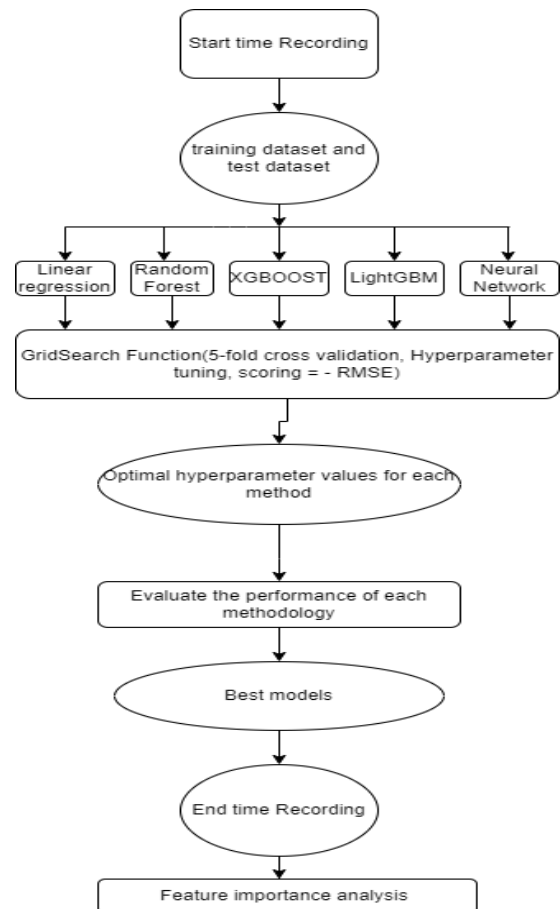 Start time Recording
training dataset and
test dataset
Linear
regression
Random
Forest
XGBOOST
LightGBM
Neural
Network
GridSearch Function(5-fold cross validation, Hyperparameter
tuning, scoring = - RMSE)
Optimal hyperparameter values for each
method
Evaluate the performance of each
methodology
Best models
End time Recording
Feature importance analysis